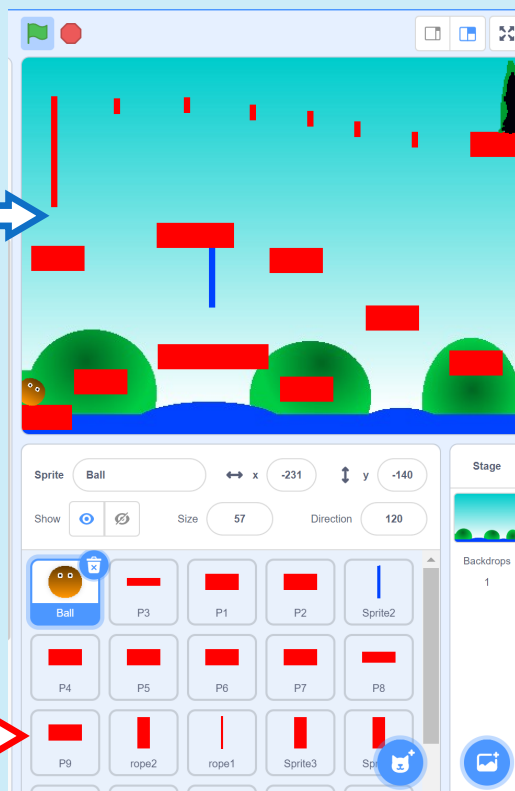 Stage
Sprite Ball x -231 y -140
Show Size 57 Direction 120
Backdrops
1
Ball P3 P1 P2 Sprite2
P4 P5 P6 P7 P8
P9 rope2 rope1 Sprite3